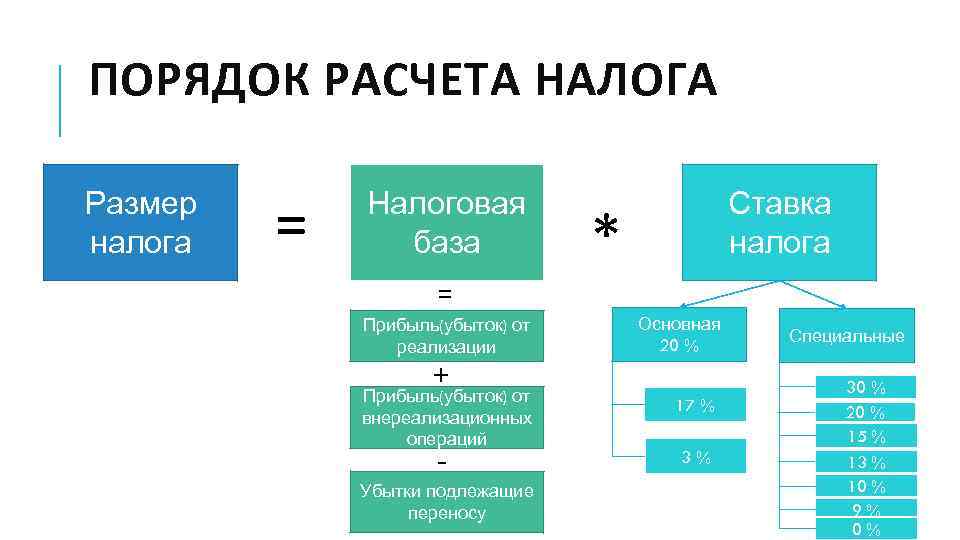 ПОРЯДОК РАСЧЕТА НАЛОГА
Размер
налога
=
Налоговая
база
*
Ставка
налога
=
Прибыль(убыток) от
реализации
+
Прибыль(убыток) от
внереализационных
операций
-
Убытки подлежащие
переносу
Основная
20 %
17 %
3 %
Специальные
30 %
20 %
15 %
13 %
10 %
9 %
0 %